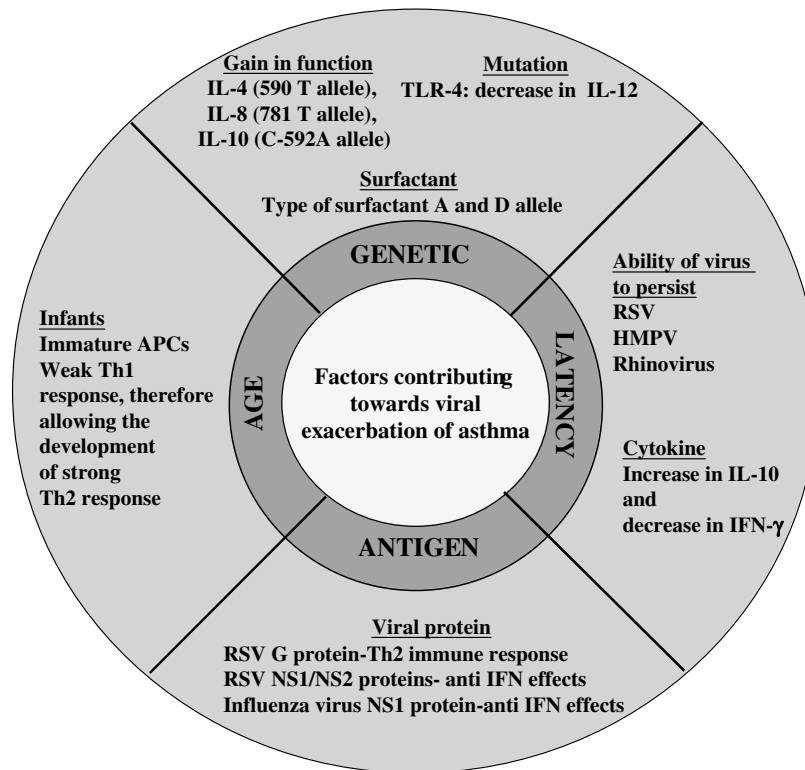 Gain in function
IL-4 (590 T allele),
IL-8 (781 T allele),
IL-10 (C-592A allele)
Mutation
TLR-4: decrease in IL-12
Surfactant
Type of surfactant A and D allele
GENETIC
Ability of virus
to persist
RSV
HMPV
Rhinovirus
Cytokine
Increase in IL-10
and
decrease in IFN-γ
LATENCY
Infants
Immature APCs
Weak Th1
response, therefore
allowing the
development
of strong
Th2 response
AGE
Factors contributing
towards viral
exacerbation of asthma
ANTIGEN
Viral protein
RSV G protein-Th2 immune response
RSV NS1/NS2 proteins- anti IFN effects
Influenza virus NS1 protein-anti IFN effects